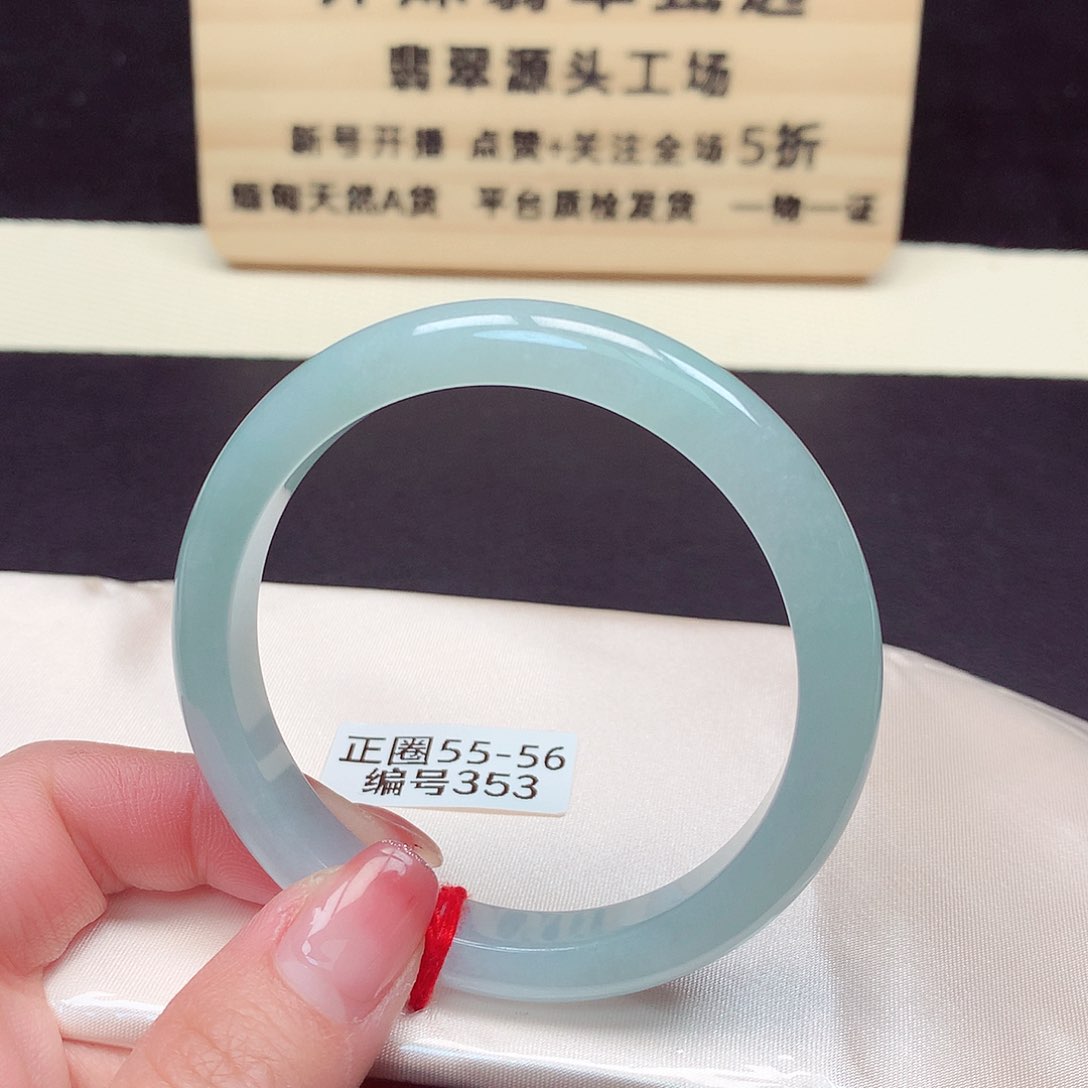 翡翠源头工场
新号开播 点赞+关注全场5折
缅甸天然A货 平台质检发货 一物一证
正圈55-56
编号353